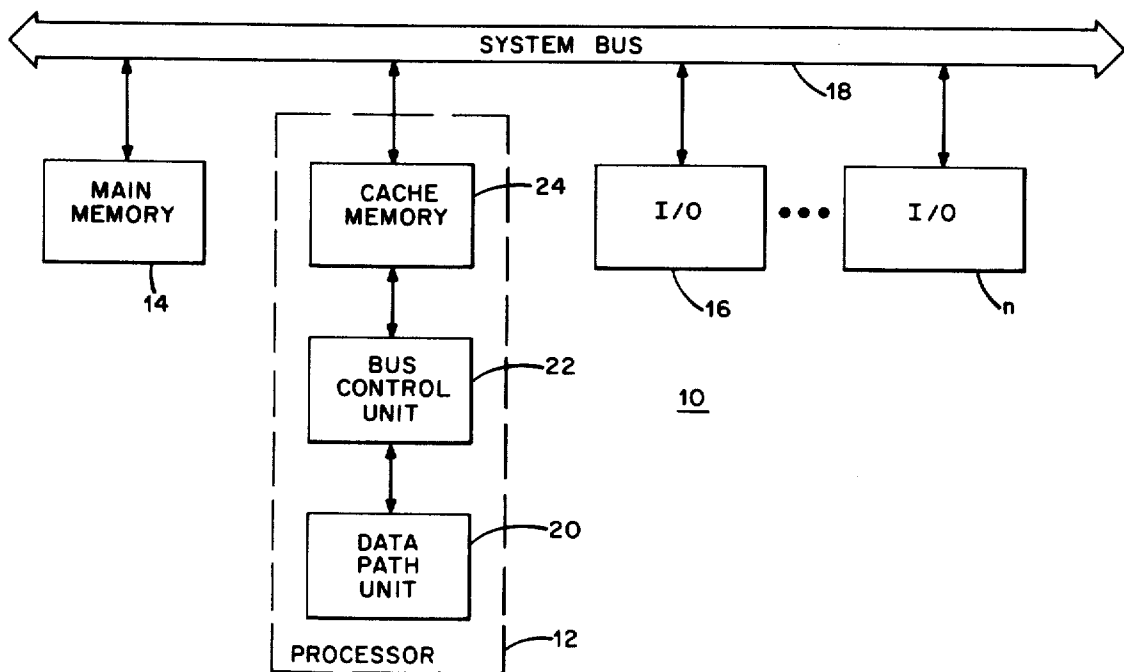 SYSTEM BUS
18
MAIN
MEMORY
14
CACHE
MEMORY
24
I/O
16
I/O
n
BUS
CONTROL
UNIT
22
10
DATA
PATH
UNIT
20
PROCESSOR
12